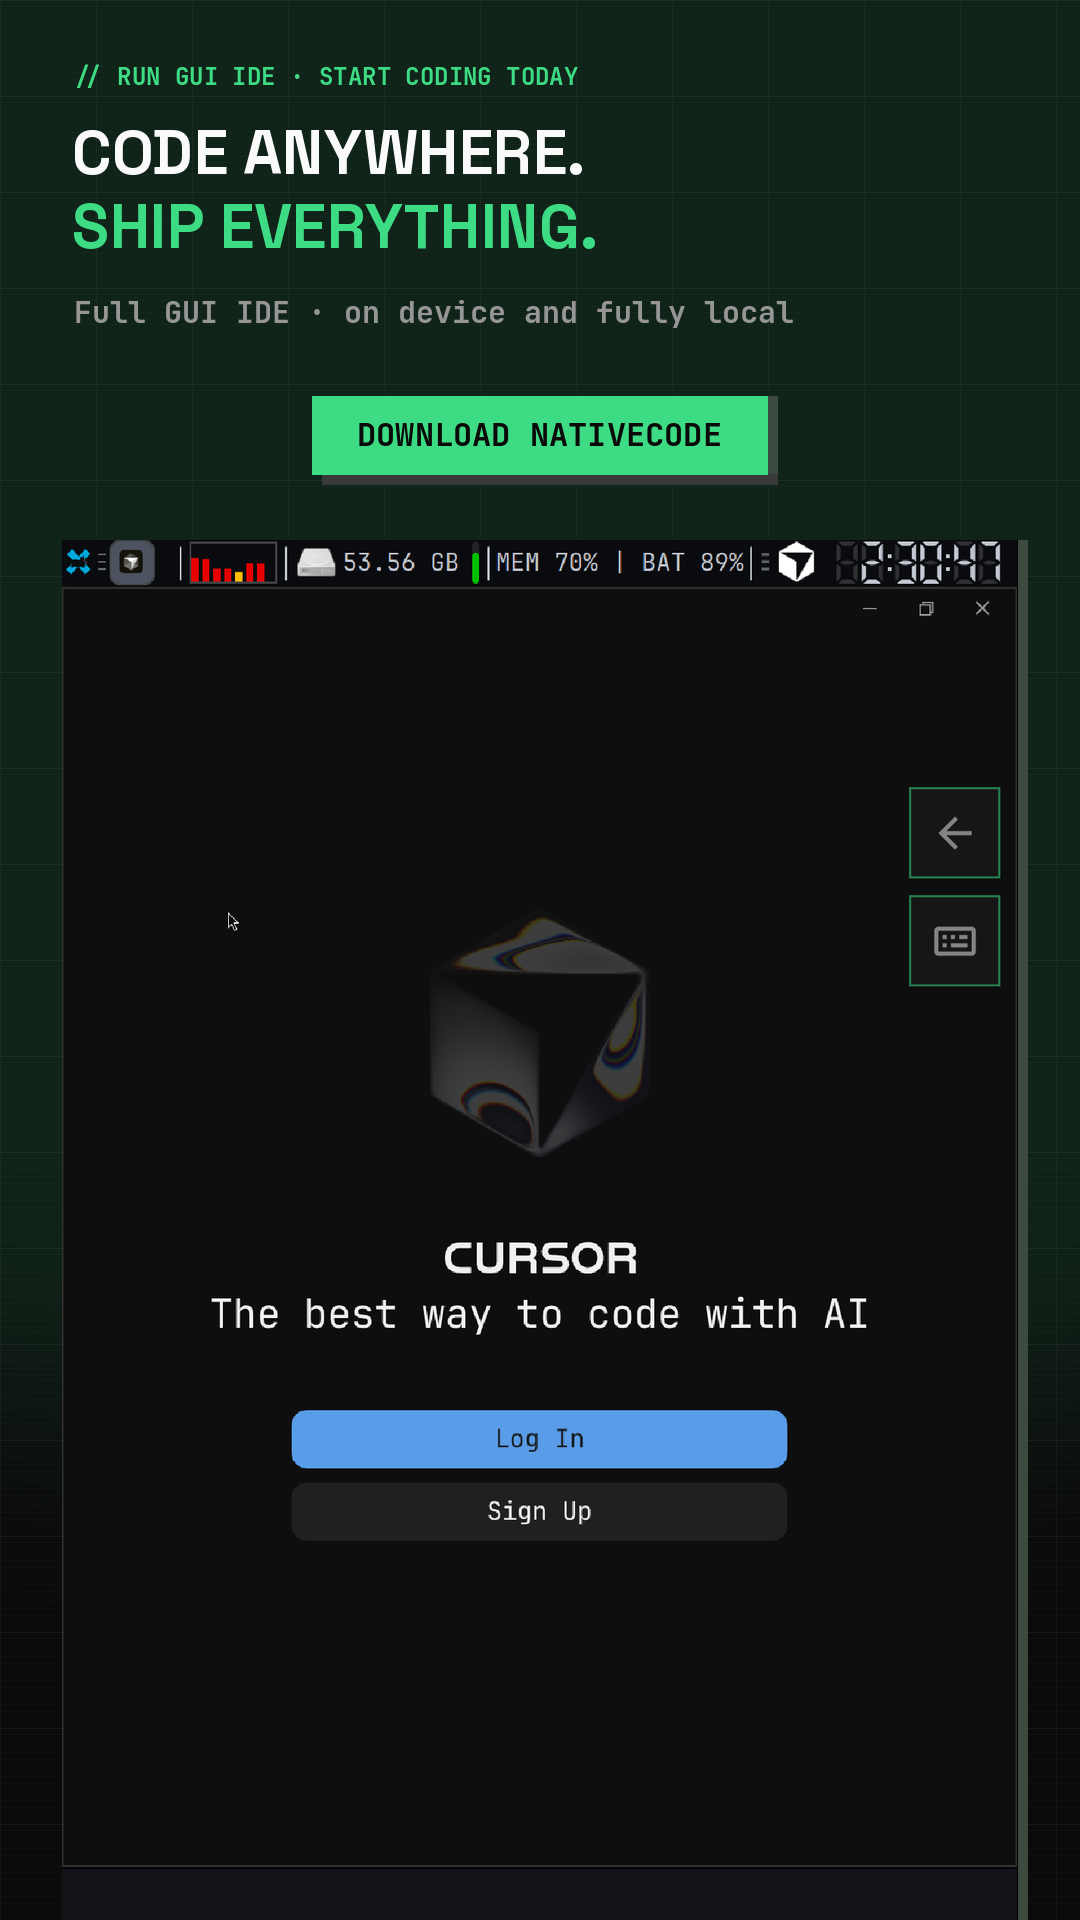 // RUN GUI IDE · START CODING TODAY
CODE ANYWHERE.
SHIP EVERYTHING.
Full GUI IDE · on device and fully local
DOWNLOAD NATIVECODE
53.56 GB MEM 70% | BAT 89%
CURSOR
The best way to code with AI
Log In
Sign Up